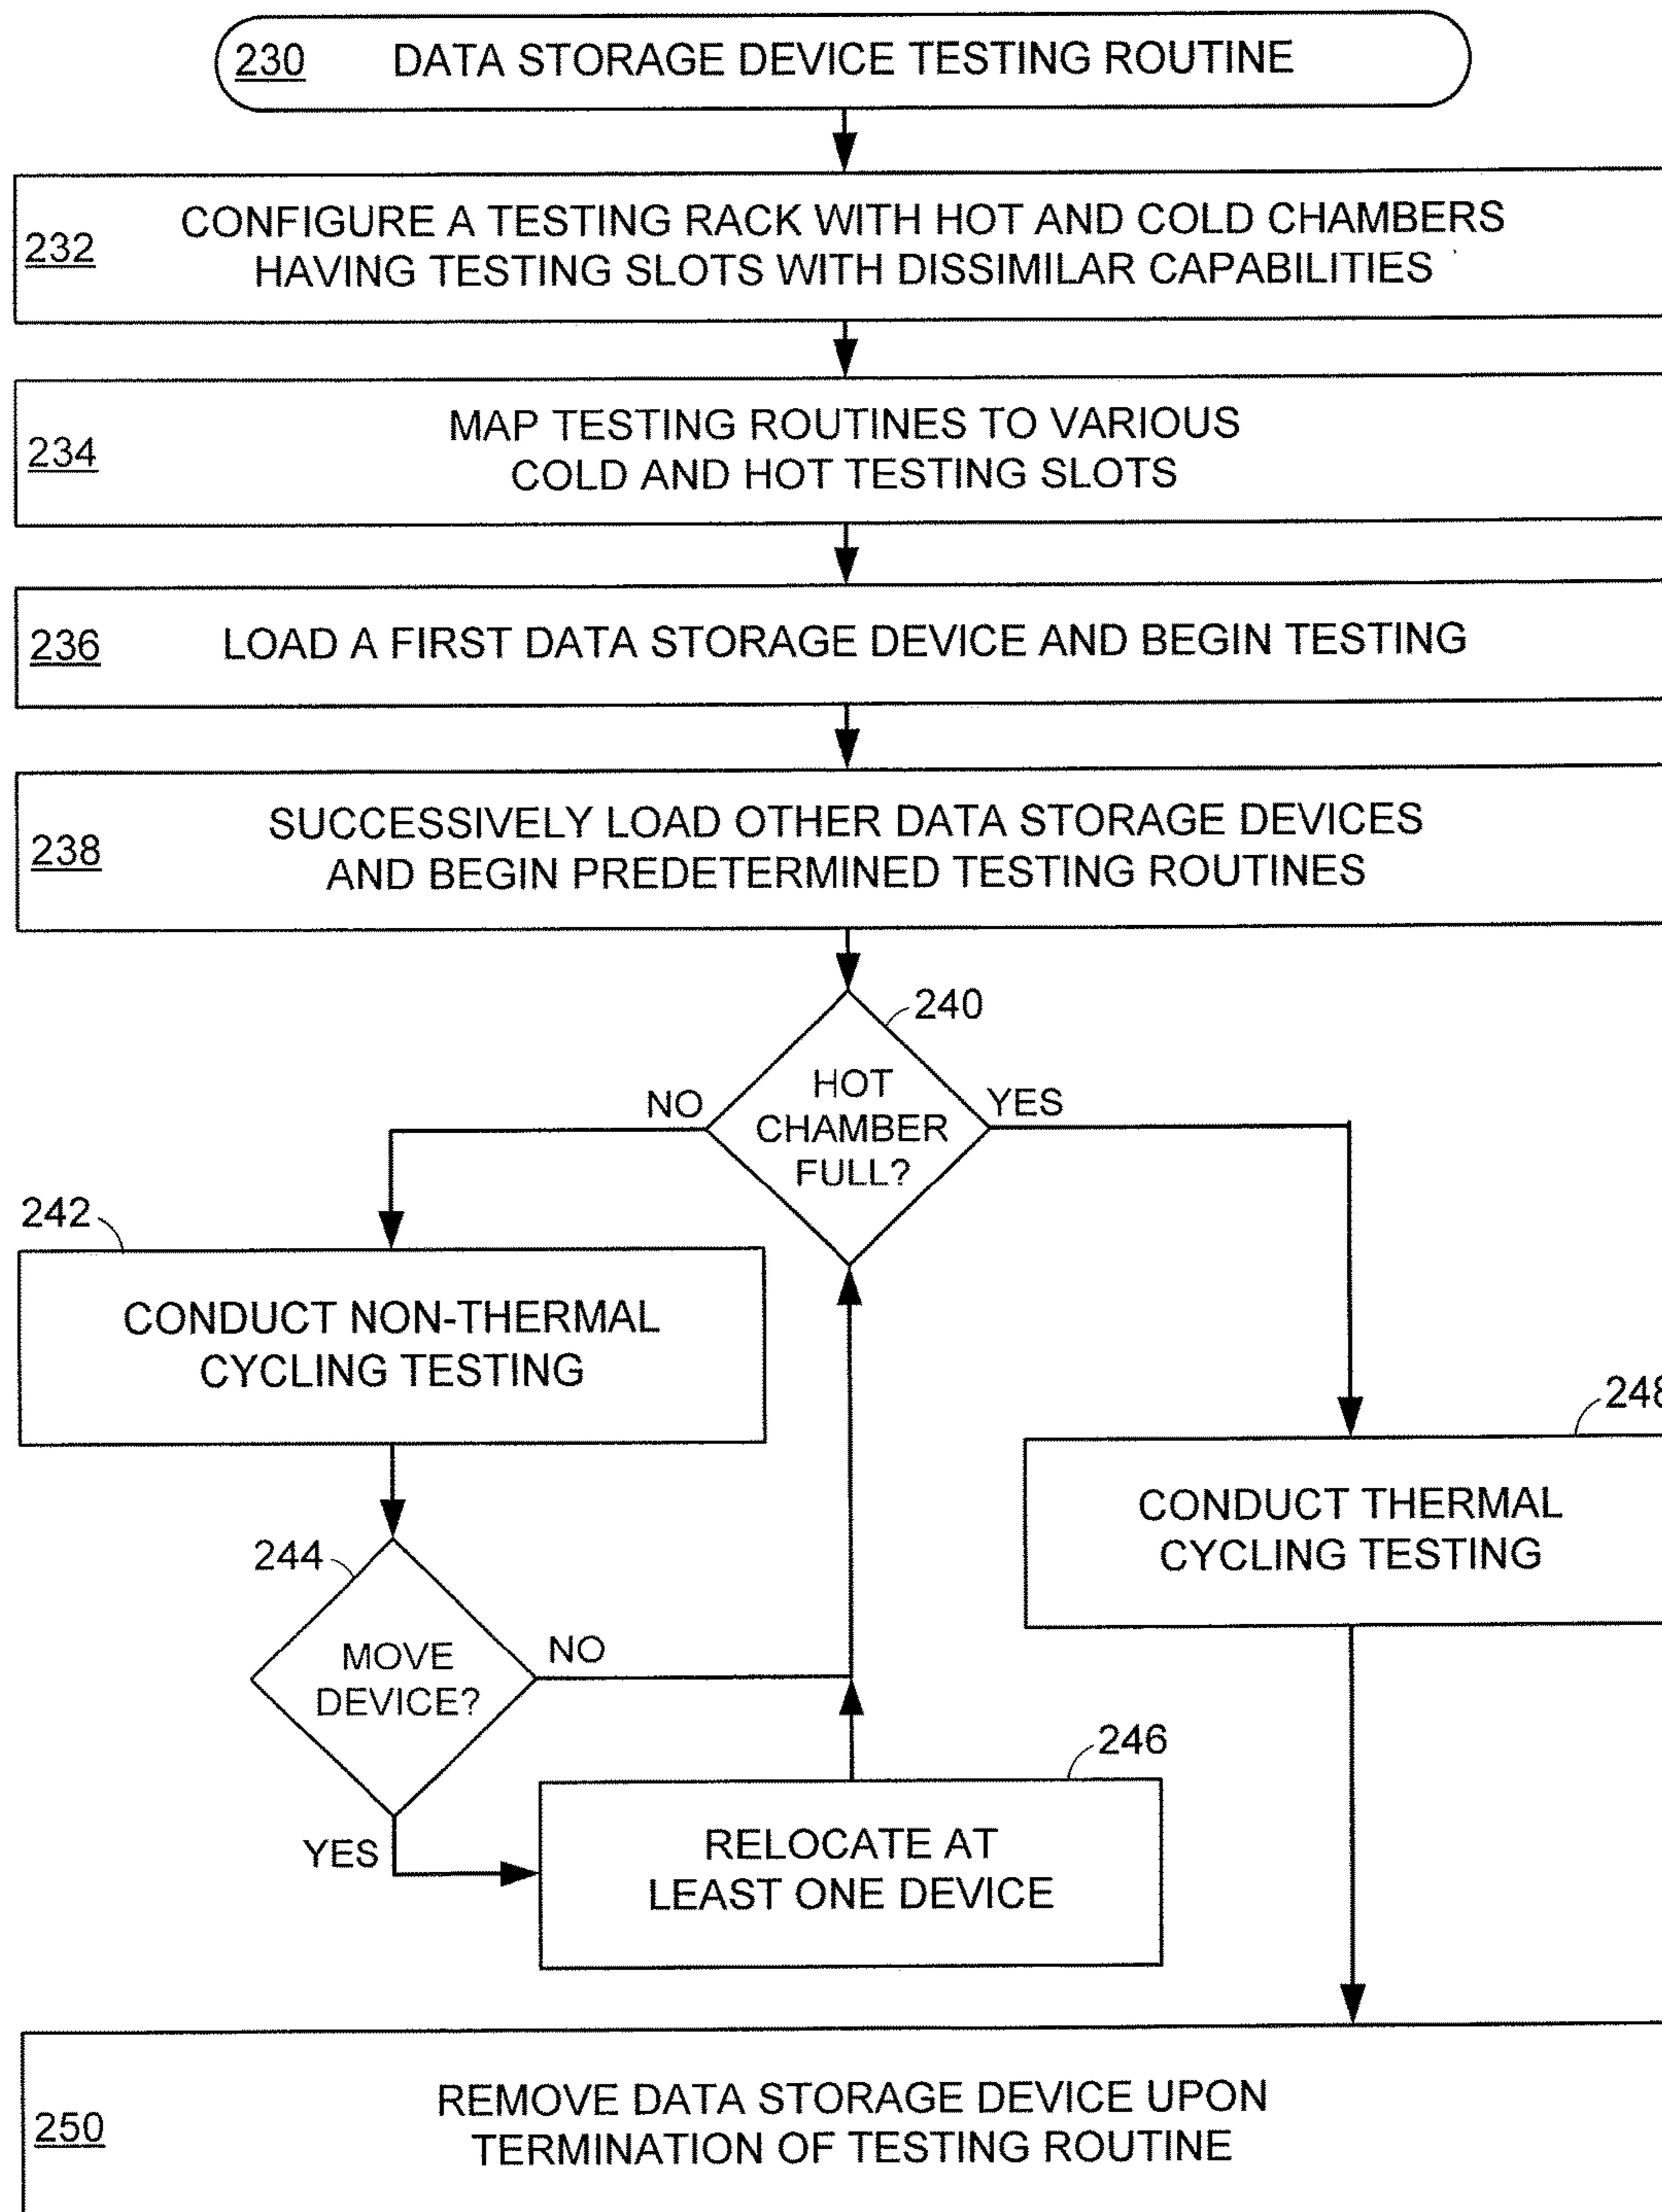 230 DATA STORAGE DEVICE TESTING ROUTINE
232
CONFIGURE A TESTING RACK WITH HOT AND COLD CHAMBERS
HAVING TESTING SLOTS WITH DISSIMILAR CAPABILITIES
234
MAP TESTING ROUTINES TO VARIOUS
COLD AND HOT TESTING SLOTS
236 LOAD A FIRST DATA STORAGE DEVICE AND BEGIN TESTING
238
SUCCESSIVELY LOAD OTHER DATA STORAGE DEVICES
AND BEGIN PREDETERMINED TESTING ROUTINES
240
HOT
CHAMBER
FULL?
NO
YES
242
CONDUCT NON-THERMAL
CYCLING TESTING
244
MOVE
DEVICE?
NO
YES
246
RELOCATE AT
LEAST ONE DEVICE
248
CONDUCT THERMAL
CYCLING TESTING
250
REMOVE DATA STORAGE DEVICE UPON
TERMINATION OF TESTING ROUTINE